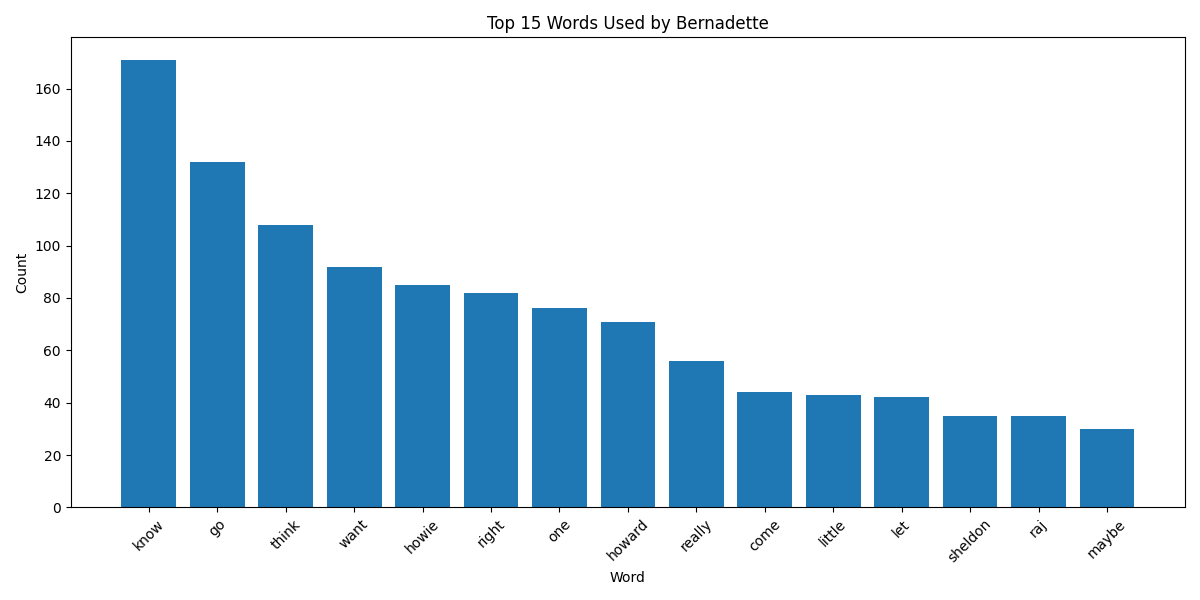 Top 15 Words Used by Bernadette
Count
160
140
120
100
80
60
40
20
0
know go think want howie right one howard really come little let sheldon raj maybe
Word